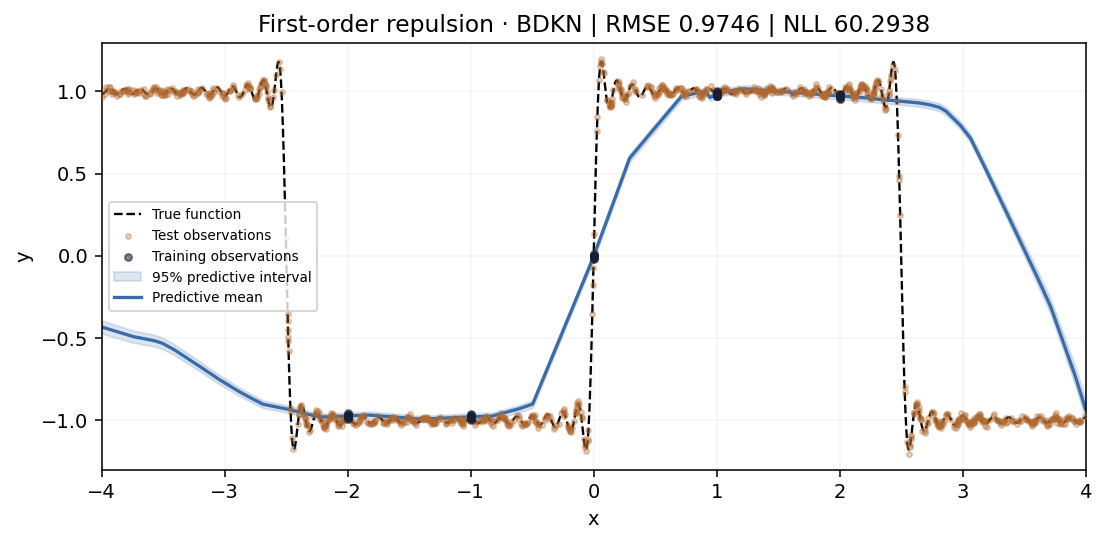 First-order repulsion · BDKN | RMSE 0.9746 | NLL 60.2938
1.0
0.5
0.0
−0.5
−1.0
y
True function
Test observations
Training observations
95% predictive interval
Predictive mean
−4 −3 −2 −1 0 1 2 3 4
x